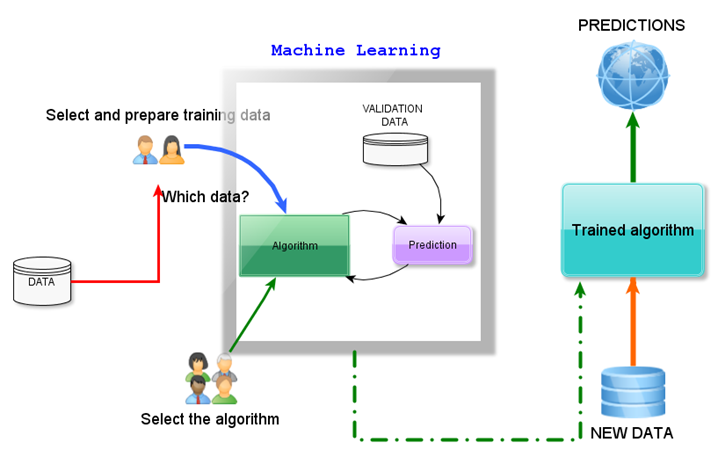 Machine Learning
PREDICTIONS
Select and prepare training data
VALIDATION
DATA
Which data?
Algorithm
Prediction
Trained algorithm
DATA
Select the algorithm
NEW DATA